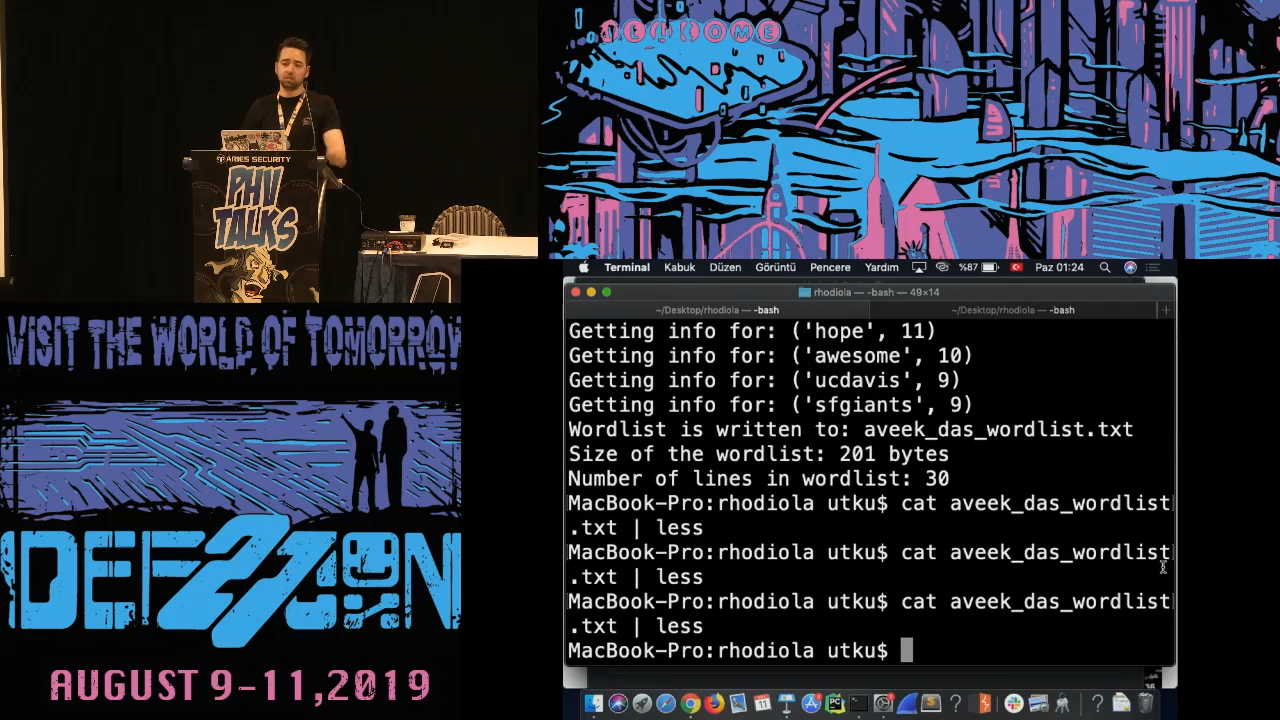 WELCOME
ARIES SECURITY
PHV
TALKS
VISIT THE WORLD OF TOMORROW
DEF CON
27
AUGUST 9-11,2019
Terminal Kabuk Düzen Görüntü Pencere Yardım %87 Paz 01:24
rhodiola — -bash — 49×14
~/Desktop/rhodiola — -bash ~/Desktop/rhodiola — -bash +
Getting info for: ('hope', 11)
Getting info for: ('awesome', 10)
Getting info for: ('ucdavis', 9)
Getting info for: ('sfgiants', 9)
Wordlist is written to: aveek_das_wordlist.txt
Size of the wordlist: 201 bytes
Number of lines in wordlist: 30
MacBook-Pro:rhodiola utku$ cat aveek_das_wordlist
.txt | less
MacBook-Pro:rhodiola utku$ cat aveek_das_wordlist
.txt | less
MacBook-Pro:rhodiola utku$ cat aveek_das_wordlist
.txt | less
MacBook-Pro:rhodiola utku$